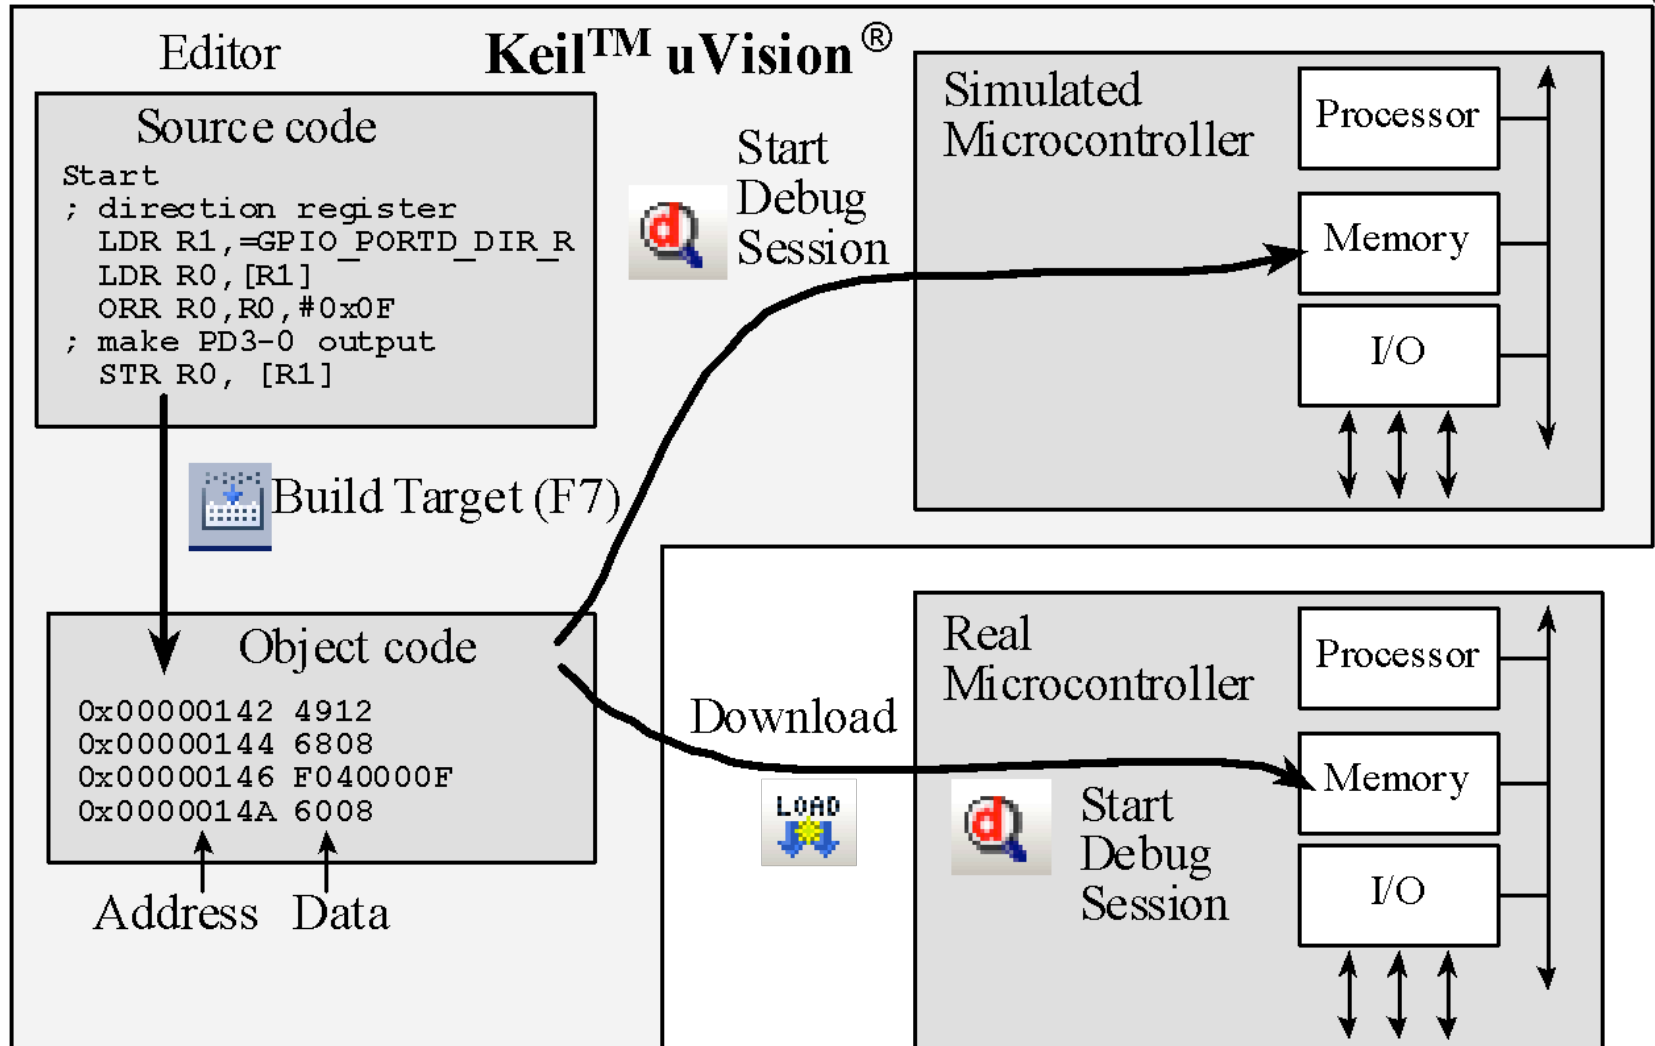 Editor
Keil™ uVision®
Source code
Start
; direction register
LDR R1,=GPIO_PORTD_DIR_R
LDR R0,[R1]
ORR R0,R0,#0x0F
; make PD3-0 output
STR R0, [R1]
Build Target (F7)
Object code
0x00000142 4912
0x00000144 6808
0x00000146 F040000F
0x0000014A 6008
Address Data
d
Start
Debug
Session
Simulated
Microcontroller
Processor
Memory
I/O
Download
LOAD
Real
Microcontroller
d
Start
Debug
Session
Processor
Memory
I/O